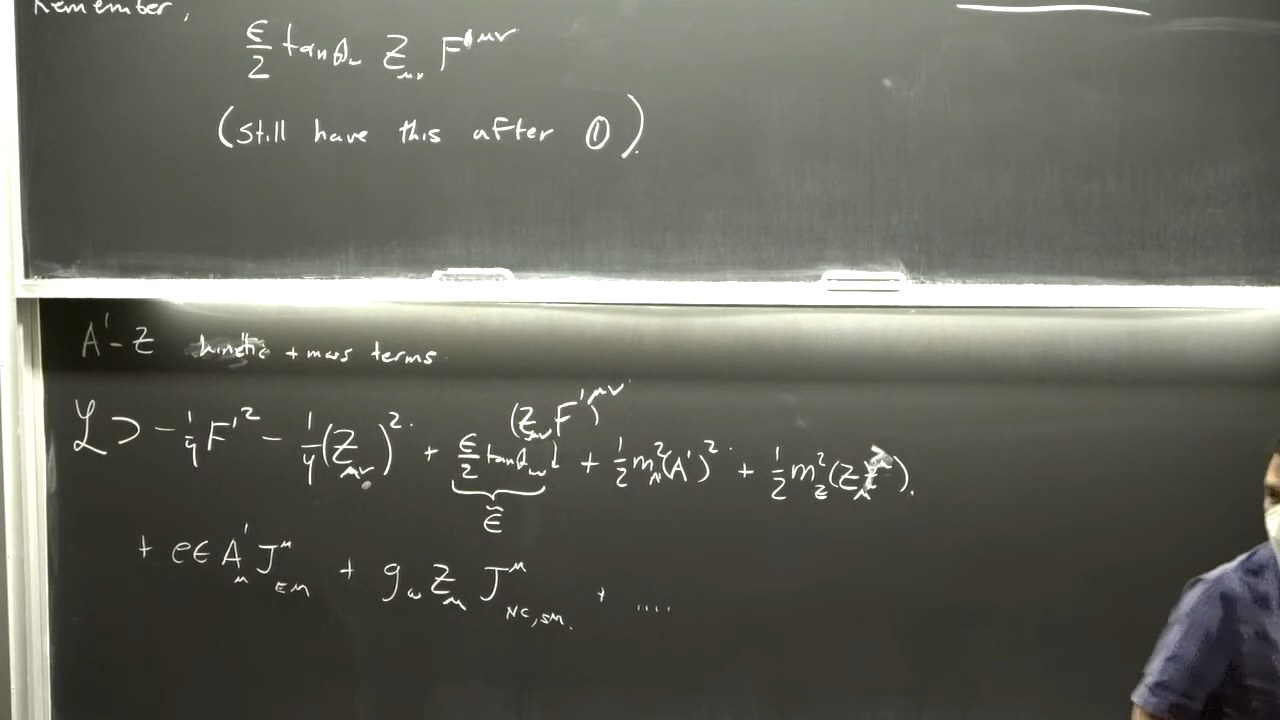 Remember,
ϵ/2 tanθ_w Z_μν F'^μν
(still have this after ①).
A' - Z kinetic + mass terms.
ℒ ⊃ -1/4 F'^2 - 1/4 (Z_μν)^2 + ϵ/2 tanθ_w (Z_μν F')^μν + 1/2 m_A'^2 (A')^2 + 1/2 m_Z^2 (Z_μ).
ϵ̃
+ eϵ A'_μ J^μ_EM + g_w Z_μ J^μ_NC,SM. + ....